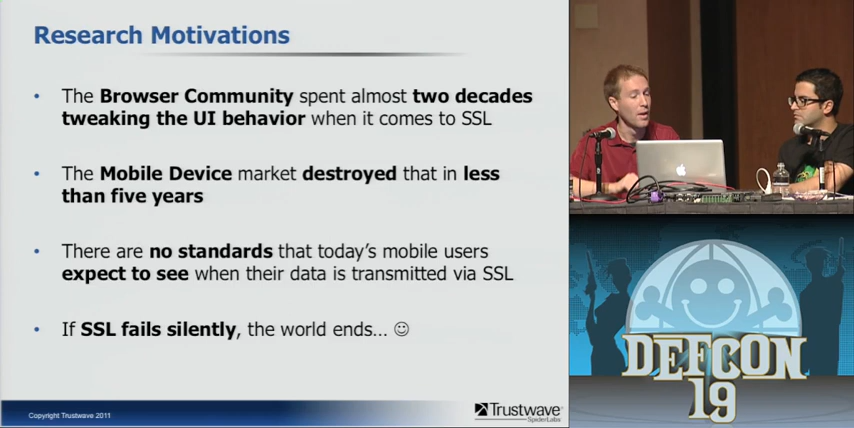 Research Motivations
• The Browser Community spent almost two decades
tweaking the UI behavior when it comes to SSL
• The Mobile Device market destroyed that in less
than five years
• There are no standards that today's mobile users
expect to see when their data is transmitted via SSL
• If SSL fails silently, the world ends... ☺
Copyright Trustwave 2011
Trustwave
SpiderLabs
DEFCON
19